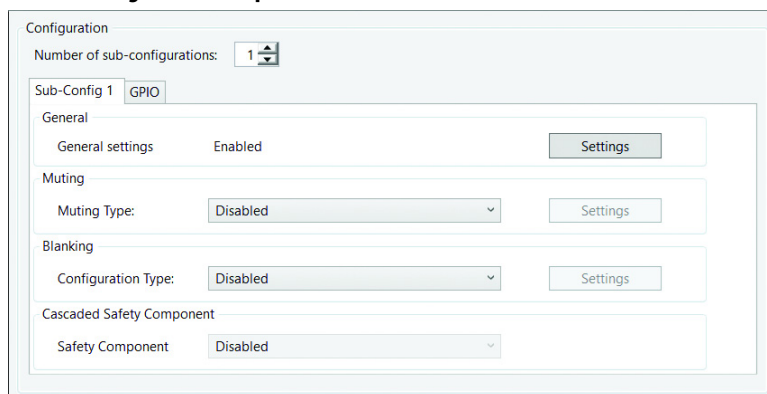 Configuration
Number of sub-configurations: 1
Sub-Config 1 GPIO
General
General settings Enabled Settings
Muting
Muting Type: Disabled Settings
Blanking
Configuration Type: Disabled Settings
Cascaded Safety Component
Safety Component Disabled